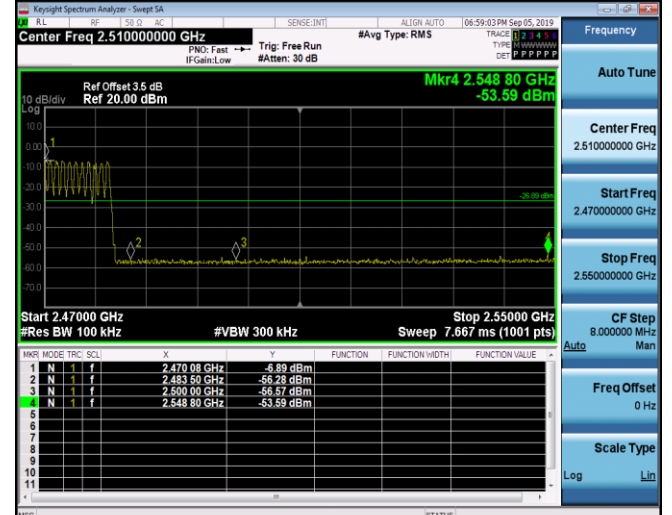 Keysight Spectrum Analyzer - Swept SA
RL RF 50 Ω AC SENSE:INT ALIGN AUTO 06:59:03 PM Sep 05, 2019
Center Freq 2.510000000 GHz #Avg Type: RMS TRACE 1 2 3 4 5 6
PNO: Fast Trig: Free Run TYPE M WWWWW
IFGain:Low #Atten: 30 dB DET P P P P P P
Ref Offset 3.5 dB Mkr4 2.548 80 GHz
10 dB/div Ref 20.00 dBm -53.59 dBm
Log
10.0
0.00
-10.0
-20.0
-30.0
-40.0
-50.0
-60.0
-70.0
1
2
3
-26.89 dBm
Start 2.47000 GHz Stop 2.55000 GHz
#Res BW 100 kHz #VBW 300 kHz Sweep 7.667 ms (1001 pts)
MKR MODE TRC SCL X Y FUNCTION FUNCTION WIDTH FUNCTION VALUE
1 N 1 f 2.470 08 GHz -6.89 dBm
2 N 1 f 2.483 50 GHz -56.28 dBm
3 N 1 f 2.500 00 GHz -56.57 dBm
4 N 1 f 2.548 80 GHz -53.59 dBm
5
6
7
8
9
10
11
MSG STATUS
Frequency
Auto Tune
Center Freq
2.510000000 GHz
Start Freq
2.470000000 GHz
Stop Freq
2.550000000 GHz
CF Step
8.000000 MHz
Auto Man
Freq Offset
0 Hz
Scale Type
Log Lin